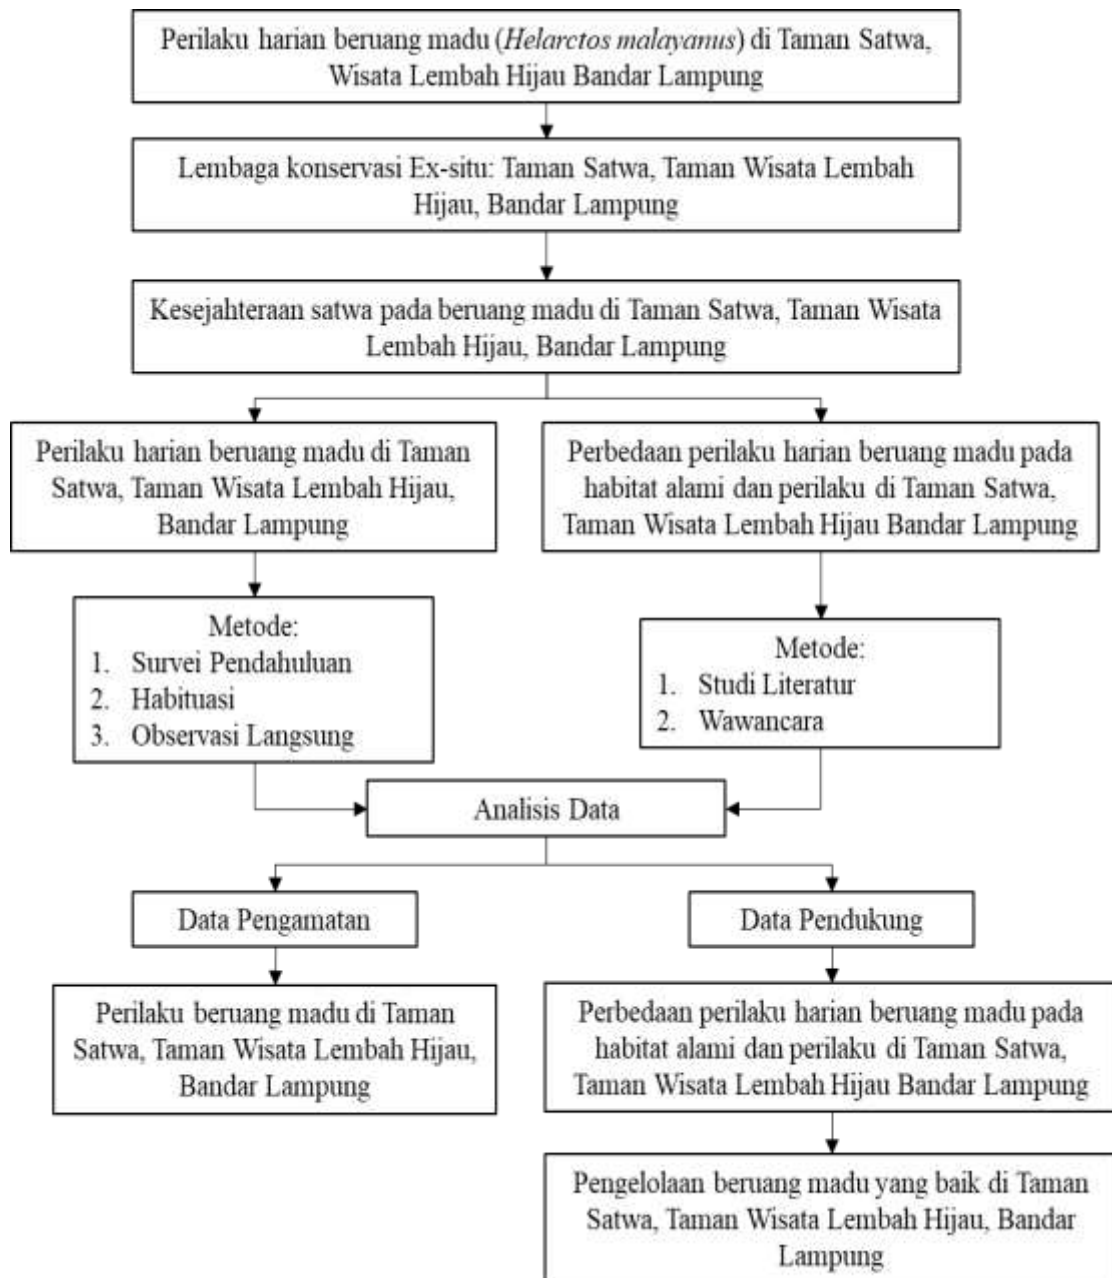 Perilaku harian beruang madu (Helarctos malayanus) di Taman Satwa,
Wisata Lembah Hijau Bandar Lampung
Lembaga konservasi Ex-situ: Taman Satwa, Taman Wisata Lembah
Hijau, Bandar Lampung
Kesejahteraan satwa pada beruang madu di Taman Satwa, Taman Wisata
Lembah Hijau, Bandar Lampung
Perilaku harian beruang madu di Taman
Satwa, Taman Wisata Lembah Hijau,
Bandar Lampung
Perbedaan perilaku harian beruang madu pada
habitat alami dan perilaku di Taman Satwa,
Taman Wisata Lembah Hijau Bandar Lampung
Metode:
1. Survei Pendahuluan
2. Habituasi
3. Observasi Langsung
Metode:
1. Studi Literatur
2. Wawancara
Analisis Data
Data Pengamatan
Data Pendukung
Perilaku beruang madu di Taman
Satwa, Taman Wisata Lembah Hijau,
Bandar Lampung
Perbedaan perilaku harian beruang madu pada
habitat alami dan perilaku di Taman Satwa,
Taman Wisata Lembah Hijau Bandar Lampung
Pengelolaan beruang madu yang baik di Taman
Satwa, Taman Wisata Lembah Hijau, Bandar
Lampung